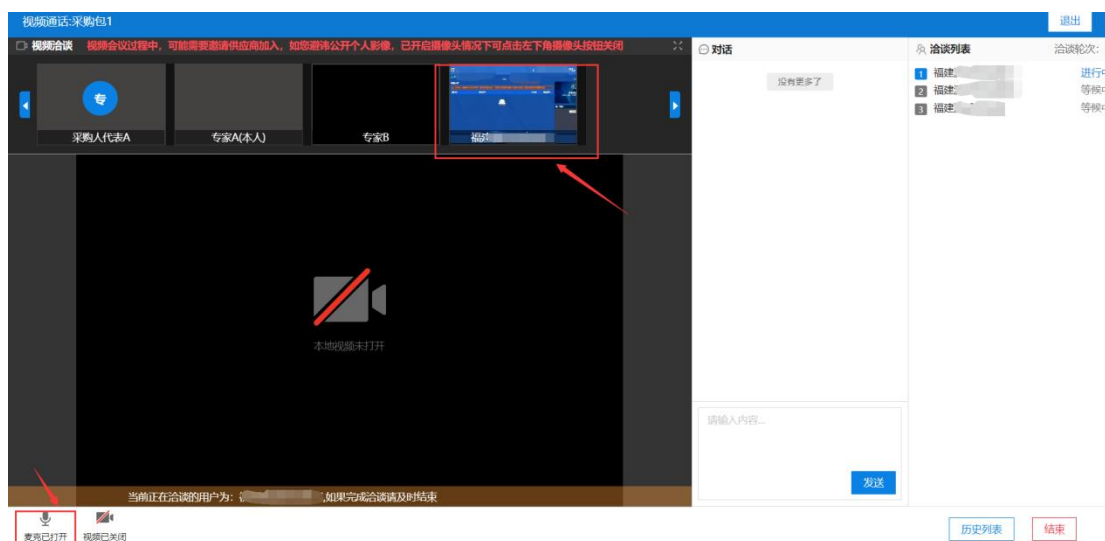 视频通话:采购包1
退出
视频洽谈 视频会议过程中，可能需要邀请供应商加入，如您避讳公开个人影像，已开启摄像头情况下可点击左下角摄像头按钮关闭
专
采购人代表A
专家A(本人)
专家B
福建
本地视频未打开
当前正在洽谈的用户为：
,如果完成洽谈请及时结束
麦克已打开
视频已关闭
对话
没有更多了
请输入内容...
发送
洽谈列表
洽谈轮次:
1 福建 进行中
2 福建 等候中
3 福建 等候中
历史列表
结束